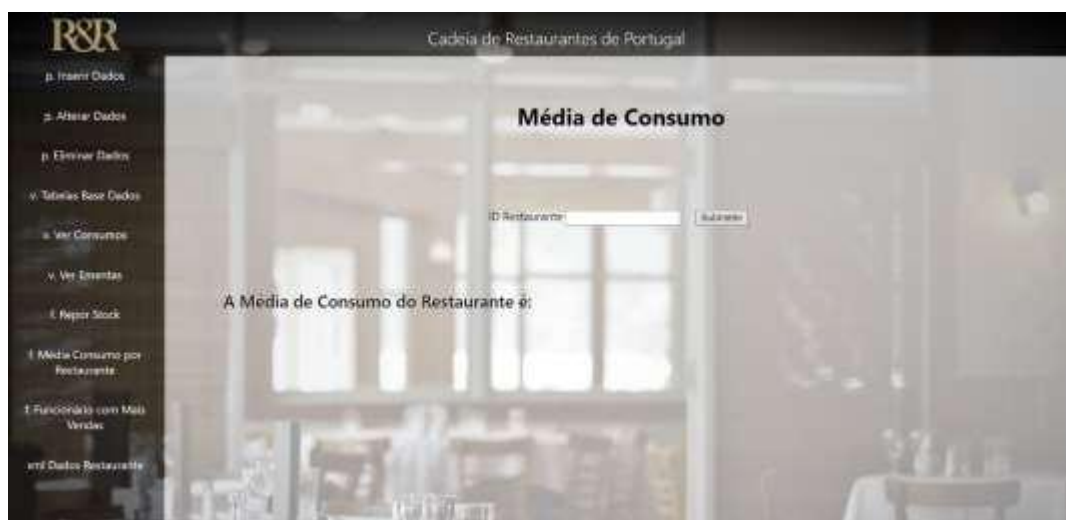 R&R
Cadeia de Restaurantes de Portugal
p. Inserir Dados
p. Alterar Dados
p. Eliminar Dados
v. Tabelas Base Dados
v. Ver Consumos
v. Ver Ementas
f. Repor Stock
f. Média Consumo por
Restaurante
f. Funcionário com Mais
Vendas
xml Dados Restaurante
Média de Consumo
ID Restaurante
Submeter
A Média de Consumo do Restaurante é: